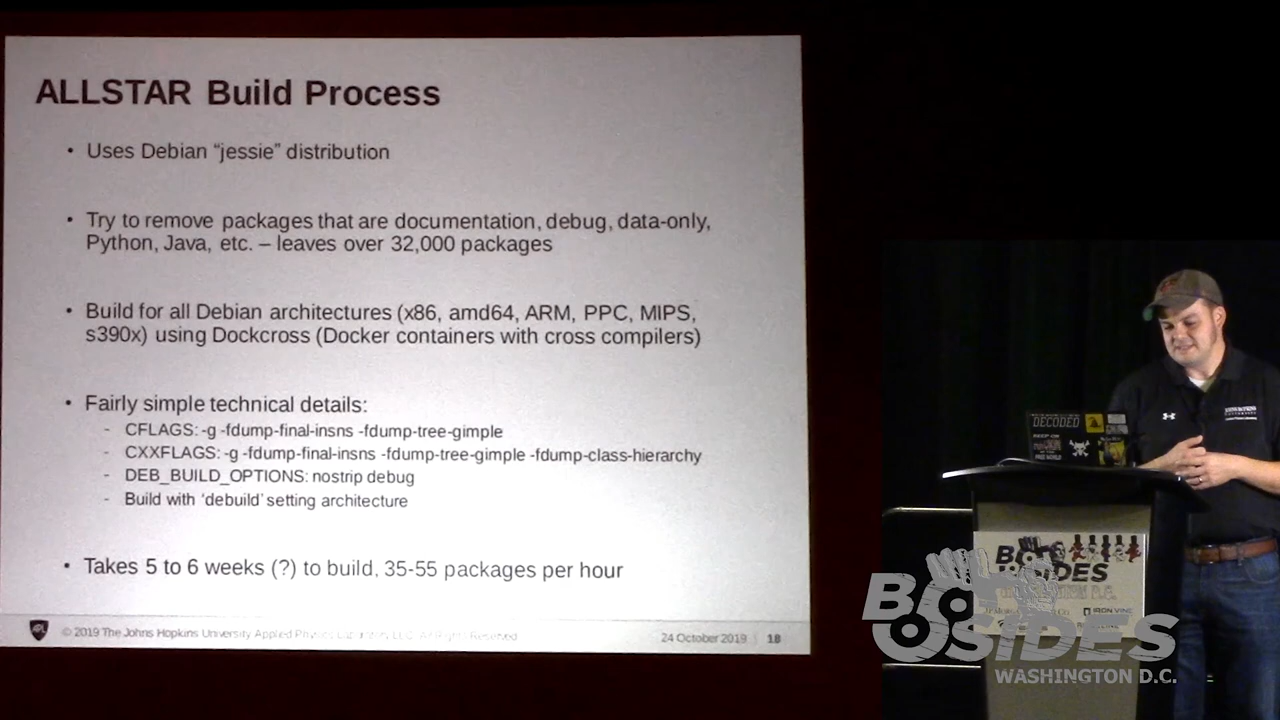 ALLSTAR Build Process
• Uses Debian “jessie” distribution
• Try to remove packages that are documentation, debug, data-only,
Python, Java, etc. – leaves over 32,000 packages
• Build for all Debian architectures (x86, amd64, ARM, PPC, MIPS,
s390x) using Dockcross (Docker containers with cross compilers)
• Fairly simple technical details:
- CFLAGS: -g -fdump-final-insns -fdump-tree-gimple
- CXXFLAGS: -g -fdump-final-insns -fdump-tree-gimple -fdump-class-hierarchy
- DEB_BUILD_OPTIONS: nostrip debug
- Build with ‘debuild’ setting architecture
• Takes 5 to 6 weeks (?) to build, 35-55 packages per hour
APL
© 2019 The Johns Hopkins University Applied Physics Laboratory LLC. All Rights Reserved
24 October 2019
18
DECODED
FREE WORLD
IRON VINE
BSIDES
WASHINGTON D.C.